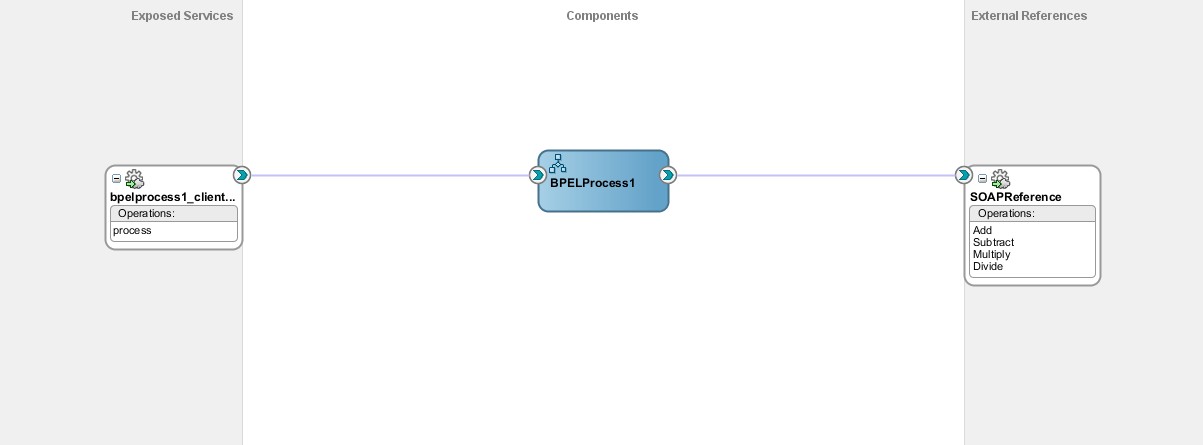 Exposed Services
Components
External References
bpelprocess1_client...
Operations:
process
BPELProcess1
SOAPReference
Operations:
Add
Subtract
Multiply
Divide